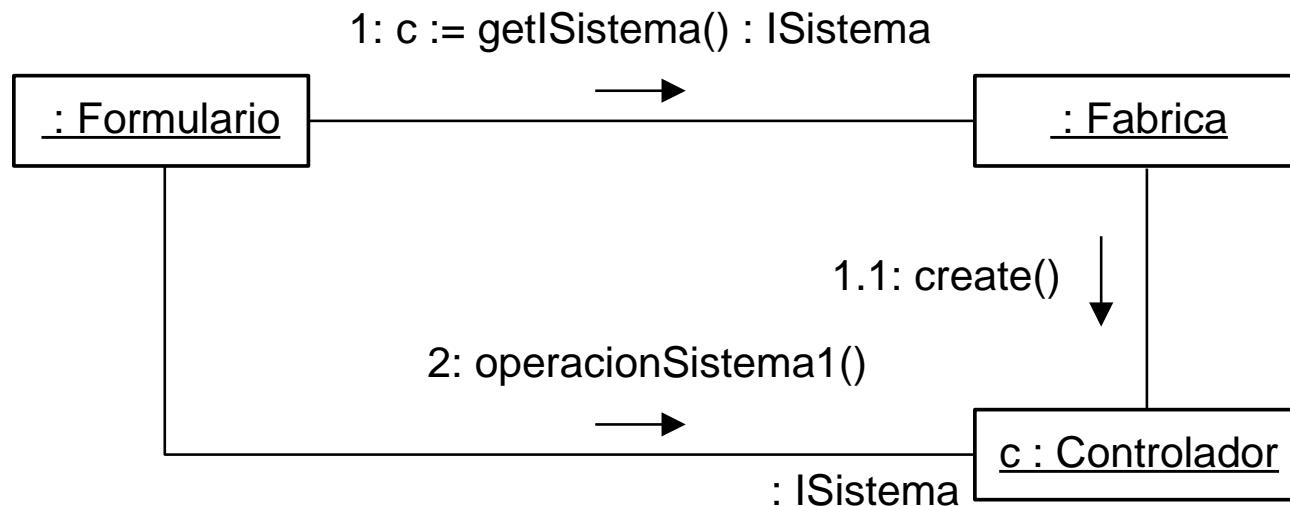 1: c := getISistema() : ISistema
: Formulario
: Fabrica
1.1: create()
2: operacionSistema1()
c : Controlador
: ISistema